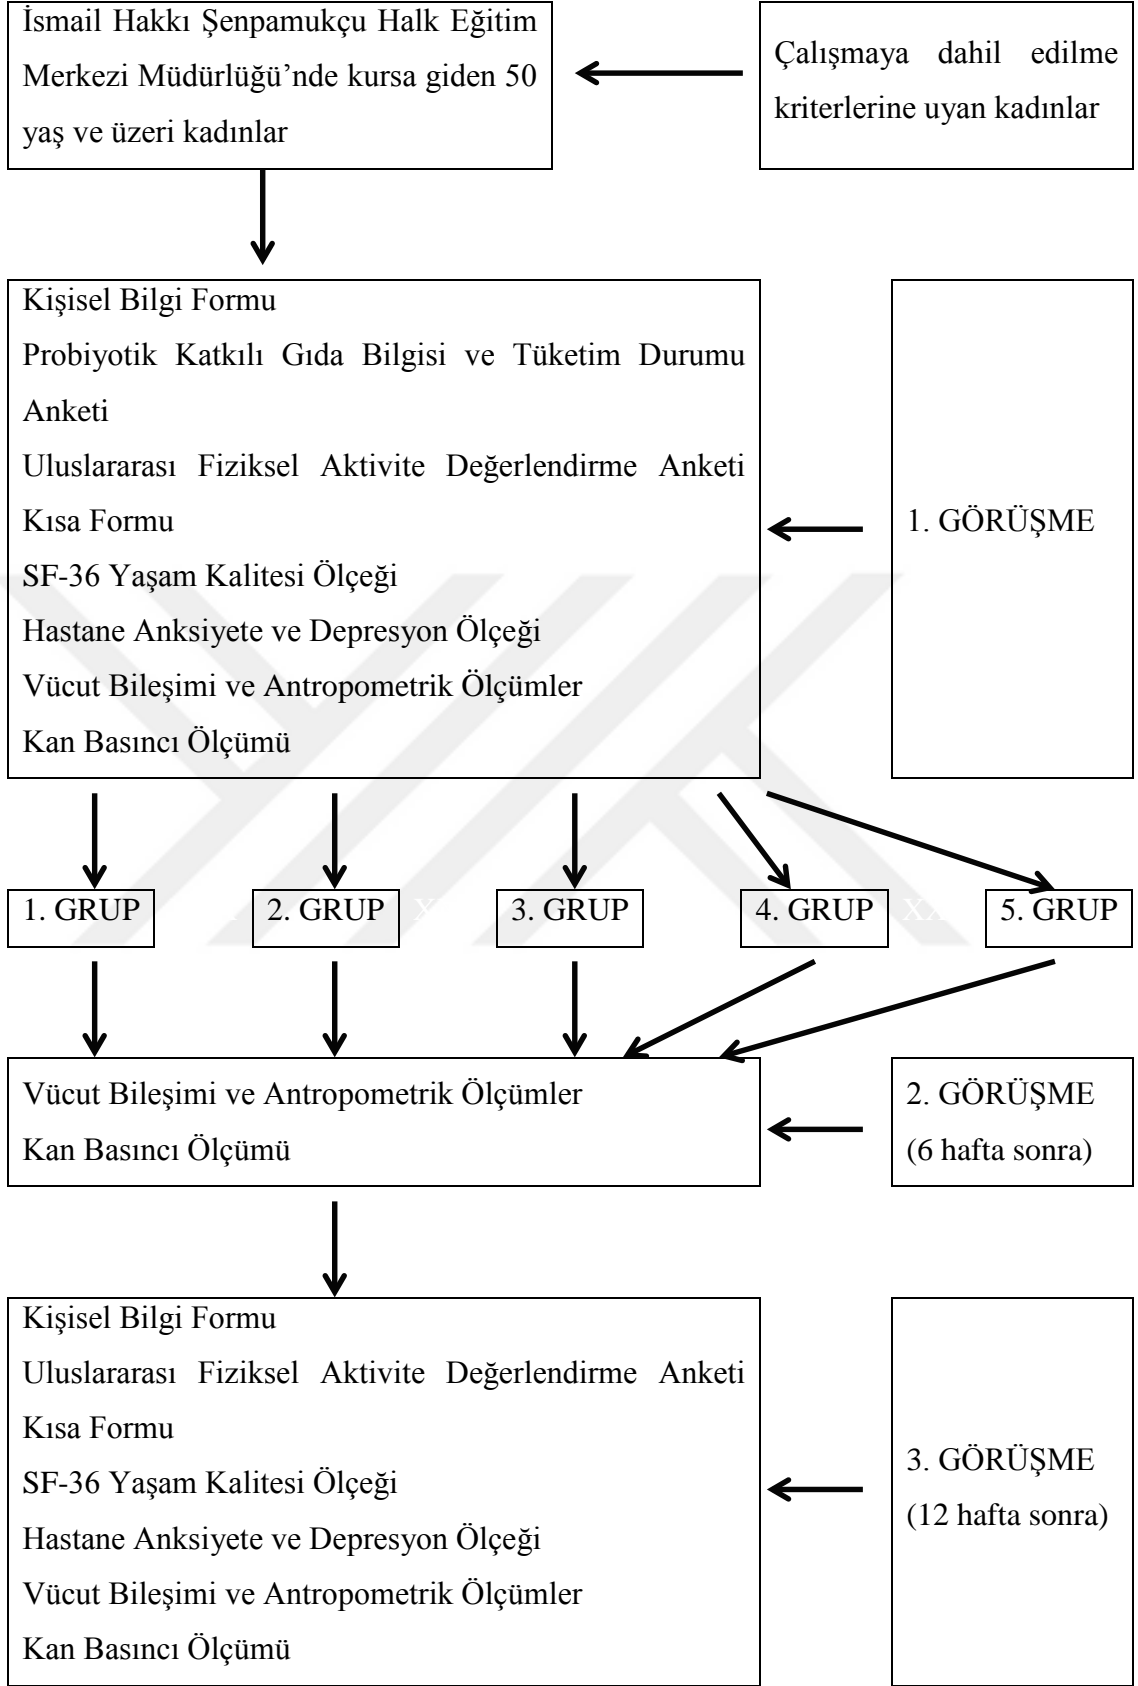 İsmail Hakkı Şenpamukçu Halk Eğitim
Merkezi Müdürlüğü’nde kursa giden 50
yaş ve üzeri kadınlar
Çalışmaya dahil edilme
kriterlerine uyan kadınlar
Kişisel Bilgi Formu
Probiyotik Katkılı Gıda Bilgisi ve Tüketim Durumu
Anketi
Uluslararası Fiziksel Aktivite Değerlendirme Anketi
Kısa Formu
SF-36 Yaşam Kalitesi Ölçeği
Hastane Anksiyete ve Depresyon Ölçeği
Vücut Bileşimi ve Antropometrik Ölçümler
Kan Basıncı Ölçümü
1. GÖRÜŞME
1. GRUP
2. GRUP
3. GRUP
4. GRUP
5. GRUP
Vücut Bileşimi ve Antropometrik Ölçümler
Kan Basıncı Ölçümü
2. GÖRÜŞME
(6 hafta sonra)
Kişisel Bilgi Formu
Uluslararası Fiziksel Aktivite Değerlendirme Anketi
Kısa Formu
SF-36 Yaşam Kalitesi Ölçeği
Hastane Anksiyete ve Depresyon Ölçeği
Vücut Bileşimi ve Antropometrik Ölçümler
Kan Basıncı Ölçümü
3. GÖRÜŞME
(12 hafta sonra)